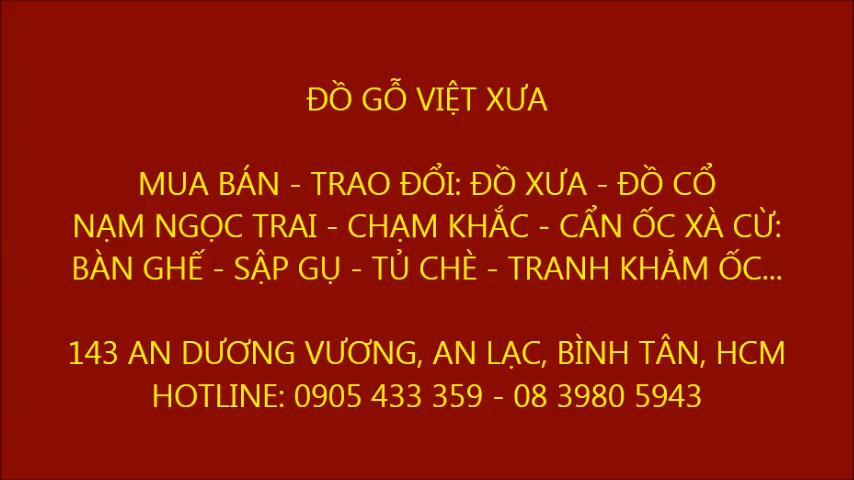 ĐỒ GỖ VIỆT XƯA
MUA BÁN - TRAO ĐỔI: ĐỒ XƯA - ĐỒ CỔ
NẠM NGỌC TRAI - CHẠM KHẮC - CẨN ỐC XÀ CỪ:
BÀN GHẾ - SẬP GỤ - TỦ CHÈ - TRANH KHẢM ỐC...
143 AN DƯƠNG VƯƠNG, AN LẠC, BÌNH TÂN, HCM
HOTLINE: 0905 433 359 - 08 3980 5943